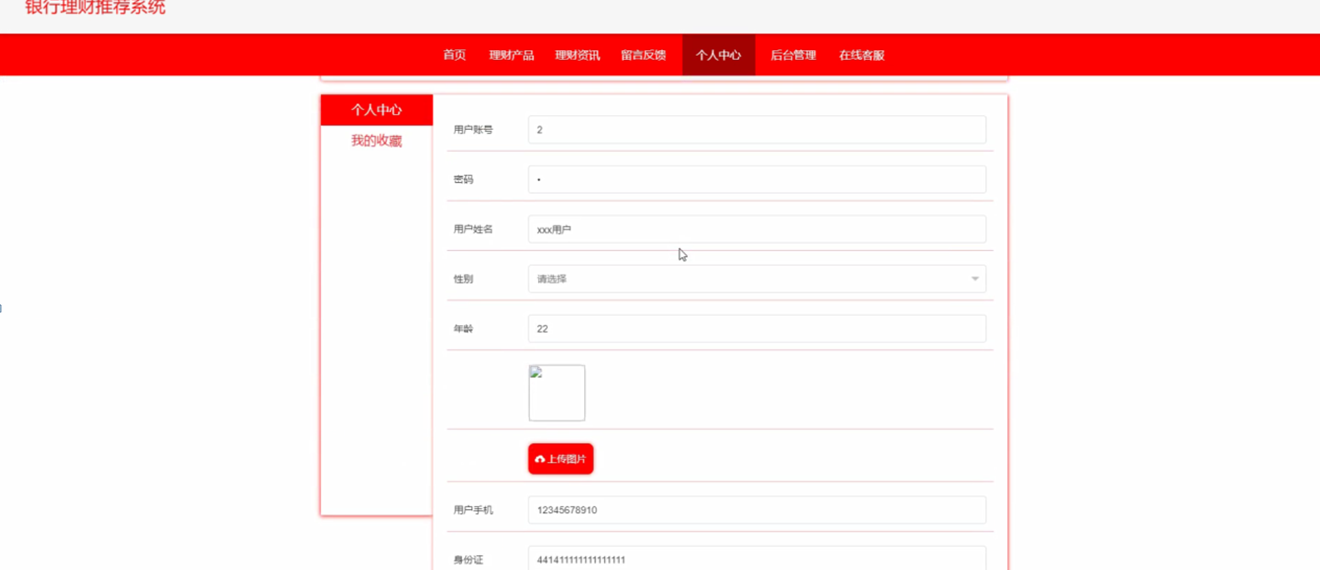 银行理财推荐系统
首页 理财产品 理财资讯 留言反馈 个人中心 后台管理 在线客服
个人中心
我的收藏
用户账号 2
密码 •
用户姓名 xxx用户
性别 请选择
年龄 22
上传图片
用户手机 12345678910
身份证 441411111111111111